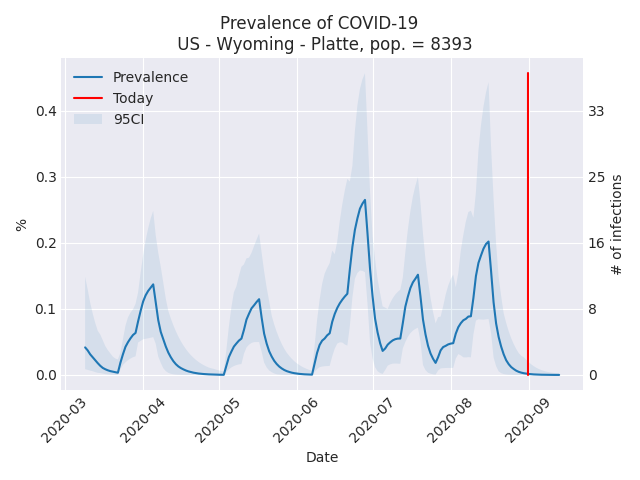 Prevalence of COVID-19
US - Wyoming - Platte, pop. = 8393
Prevalence
Today
95CI
0.4
0.3
0.2
0.1
0.0
%
33
25
16
8
0
# of infections
2020-03
2020-04
2020-05
2020-06
2020-07
2020-08
2020-09
Date